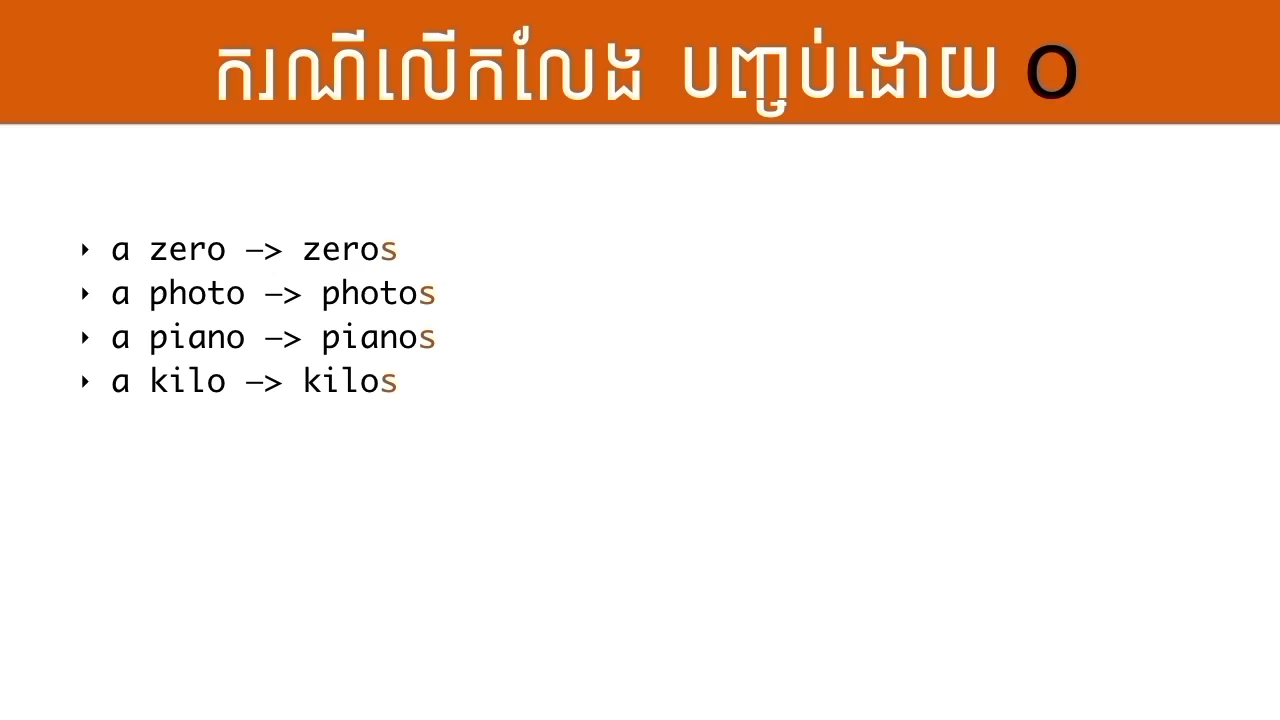 ករណីលើកលែង បញ្ចប់ដោយ o
‣ a zero —> zeros
‣ a photo —> photos
‣ a piano —> pianos
‣ a kilo —> kilos